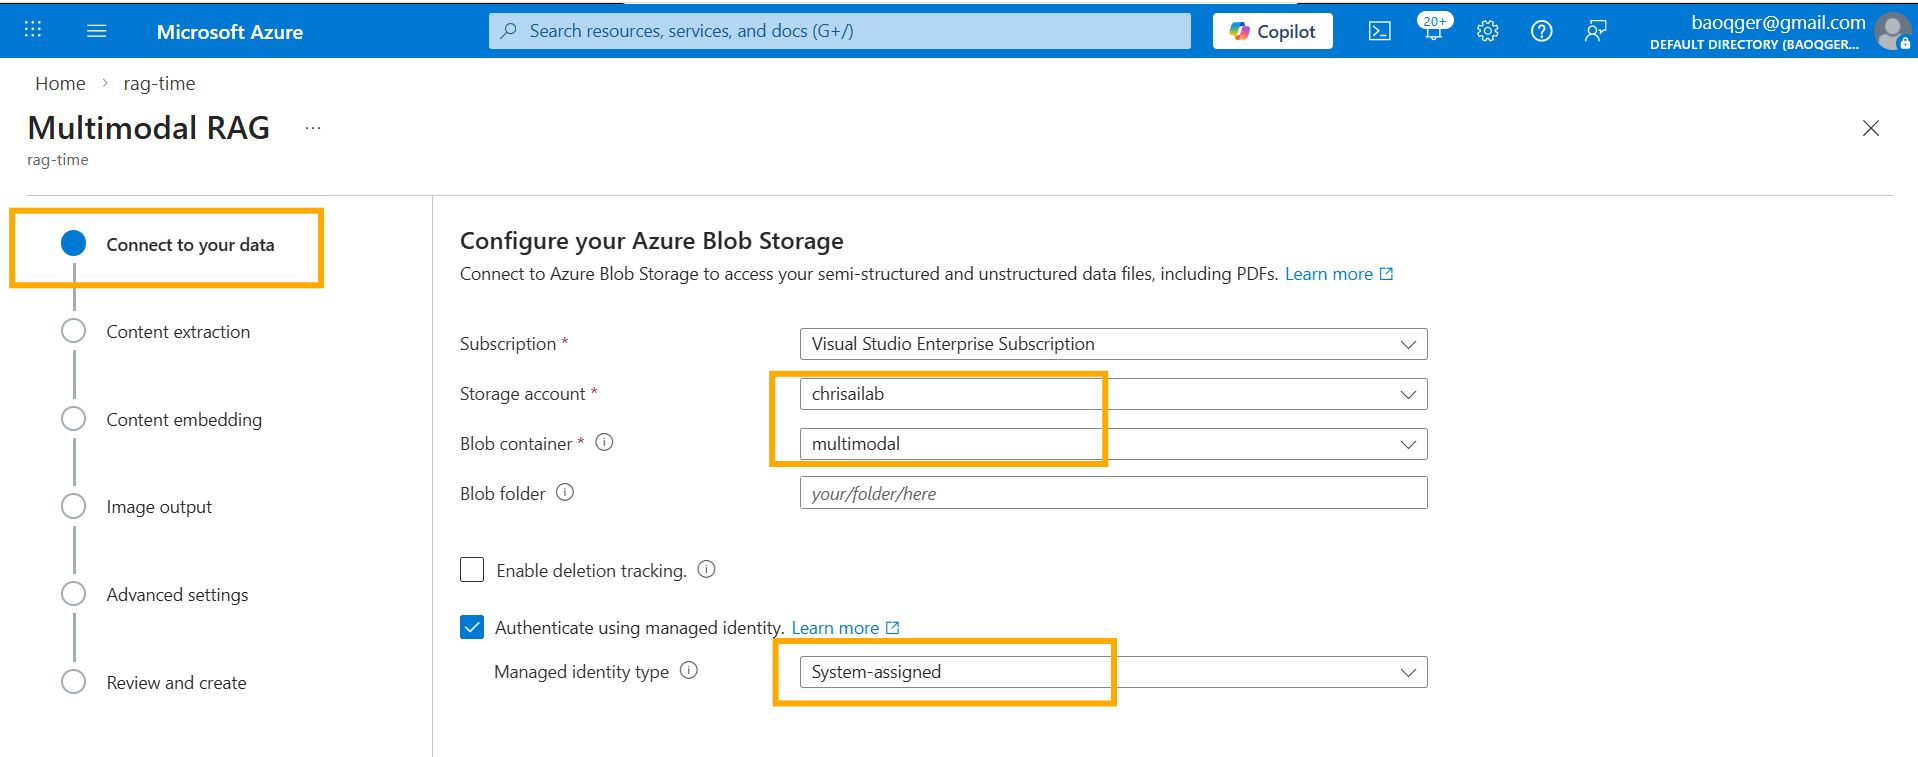 Microsoft Azure
Search resources, services, and docs (G+/)
Copilot
20+
baoqger@gmail.com
DEFAULT DIRECTORY (BAOQGER...
Home > rag-time
Multimodal RAG ...
rag-time
Connect to your data
Content extraction
Content embedding
Image output
Advanced settings
Review and create
Configure your Azure Blob Storage
Connect to Azure Blob Storage to access your semi-structured and unstructured data files, including PDFs. Learn more
Subscription * Visual Studio Enterprise Subscription
Storage account * chrisailab
Blob container * multimodal
Blob folder your/folder/here
Enable deletion tracking.
Authenticate using managed identity. Learn more
Managed identity type System-assigned